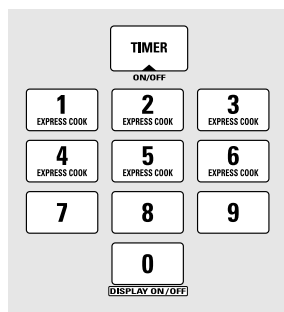 TIMER
ON/OFF
1 2 3
EXPRESS COOK EXPRESS COOK EXPRESS COOK
4 5 6
EXPRESS COOK EXPRESS COOK EXPRESS COOK
7 8 9
0
DISPLAY ON/OFF